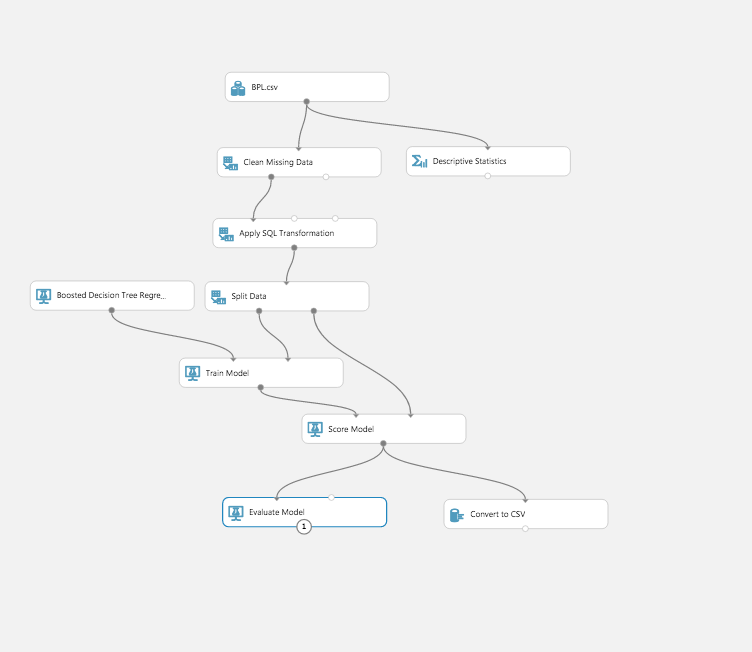 BPL.csv
Clean Missing Data
Descriptive Statistics
Apply SQL Transformation
Boosted Decision Tree Regre...
Split Data
Train Model
Score Model
Evaluate Model
1
Convert to CSV